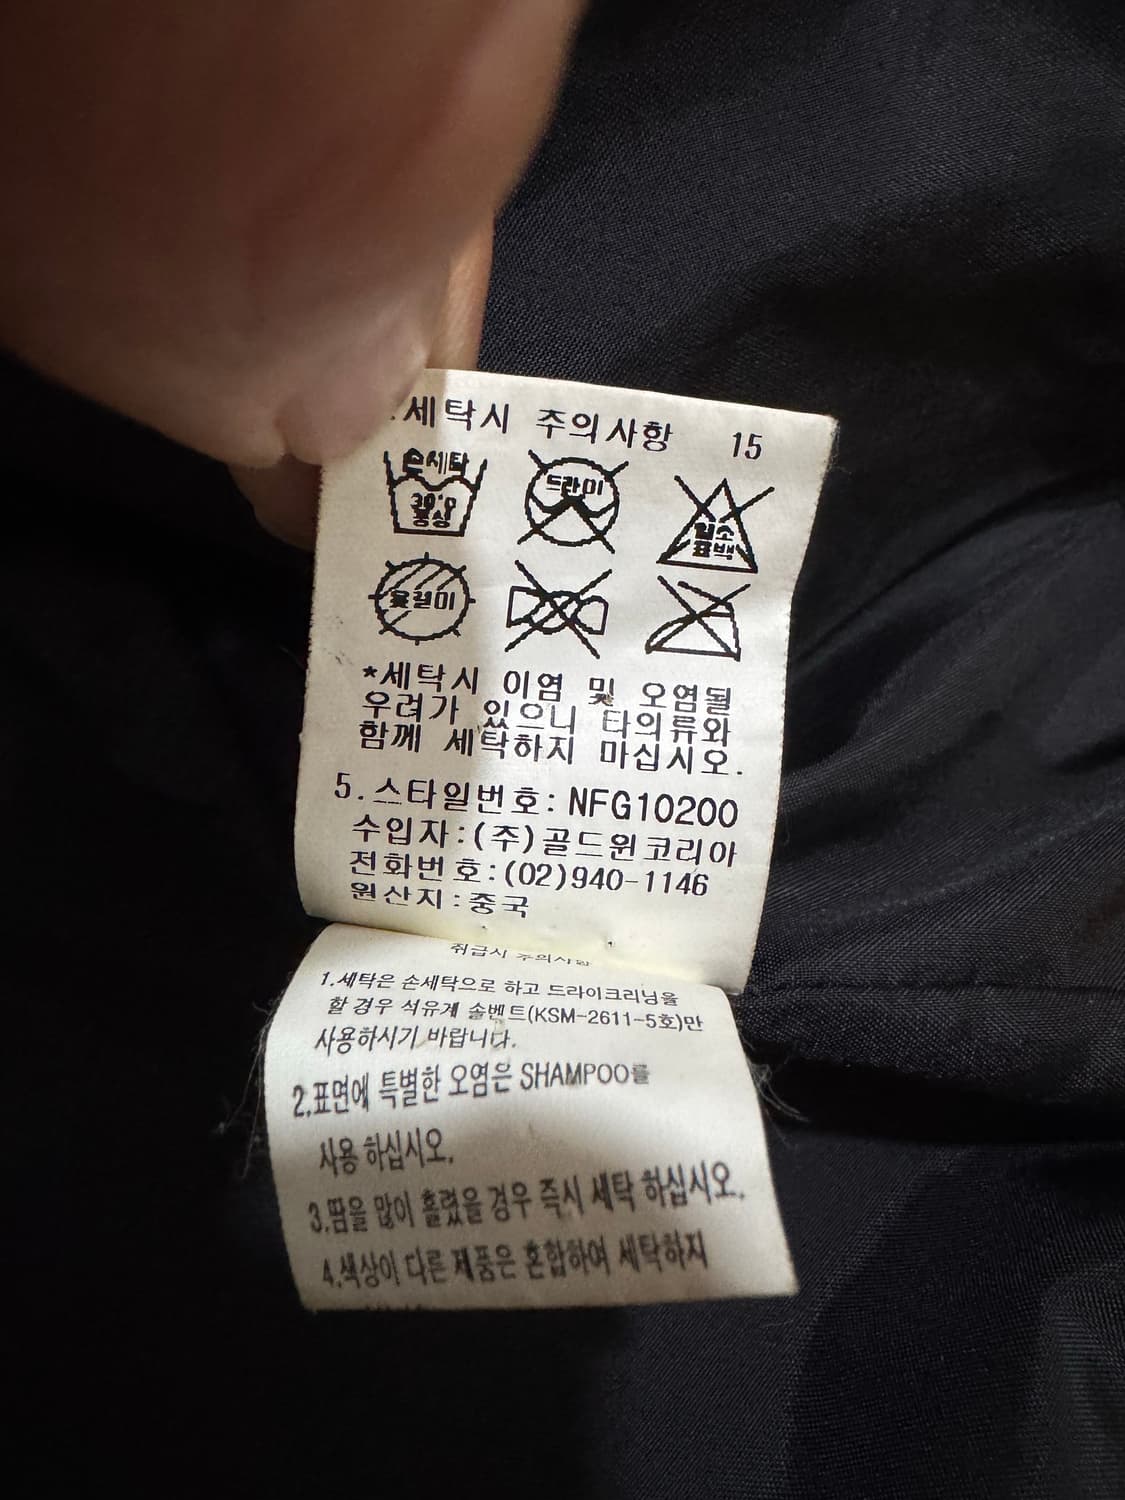 세탁시 주의사항 15
손세탁 드라이
30°C 중성 염소 표백
옷걸이
*세탁시 이염 및 오염될
우려가 있으니 타의류와
함께 세탁하지 마십시오.
5.스타일번호:NFG10200
수입자:(주)골드윈코리아
전화번호:(02)940-1146
원산지:중국
취급시 주의사항
1.세탁은 손세탁으로 하고 드라이크리닝을
할 경우 석유계 솔벤트(KSM-2611-5호)만
사용하시기 바랍니다.
2.표면에 특별한 오염은 SHAMPOO를
사용 하십시오.
3.땀을 많이 흘렸을 경우 즉시 세탁 하십시오.
4.색상이 다른 제품은 혼합하여 세탁하지